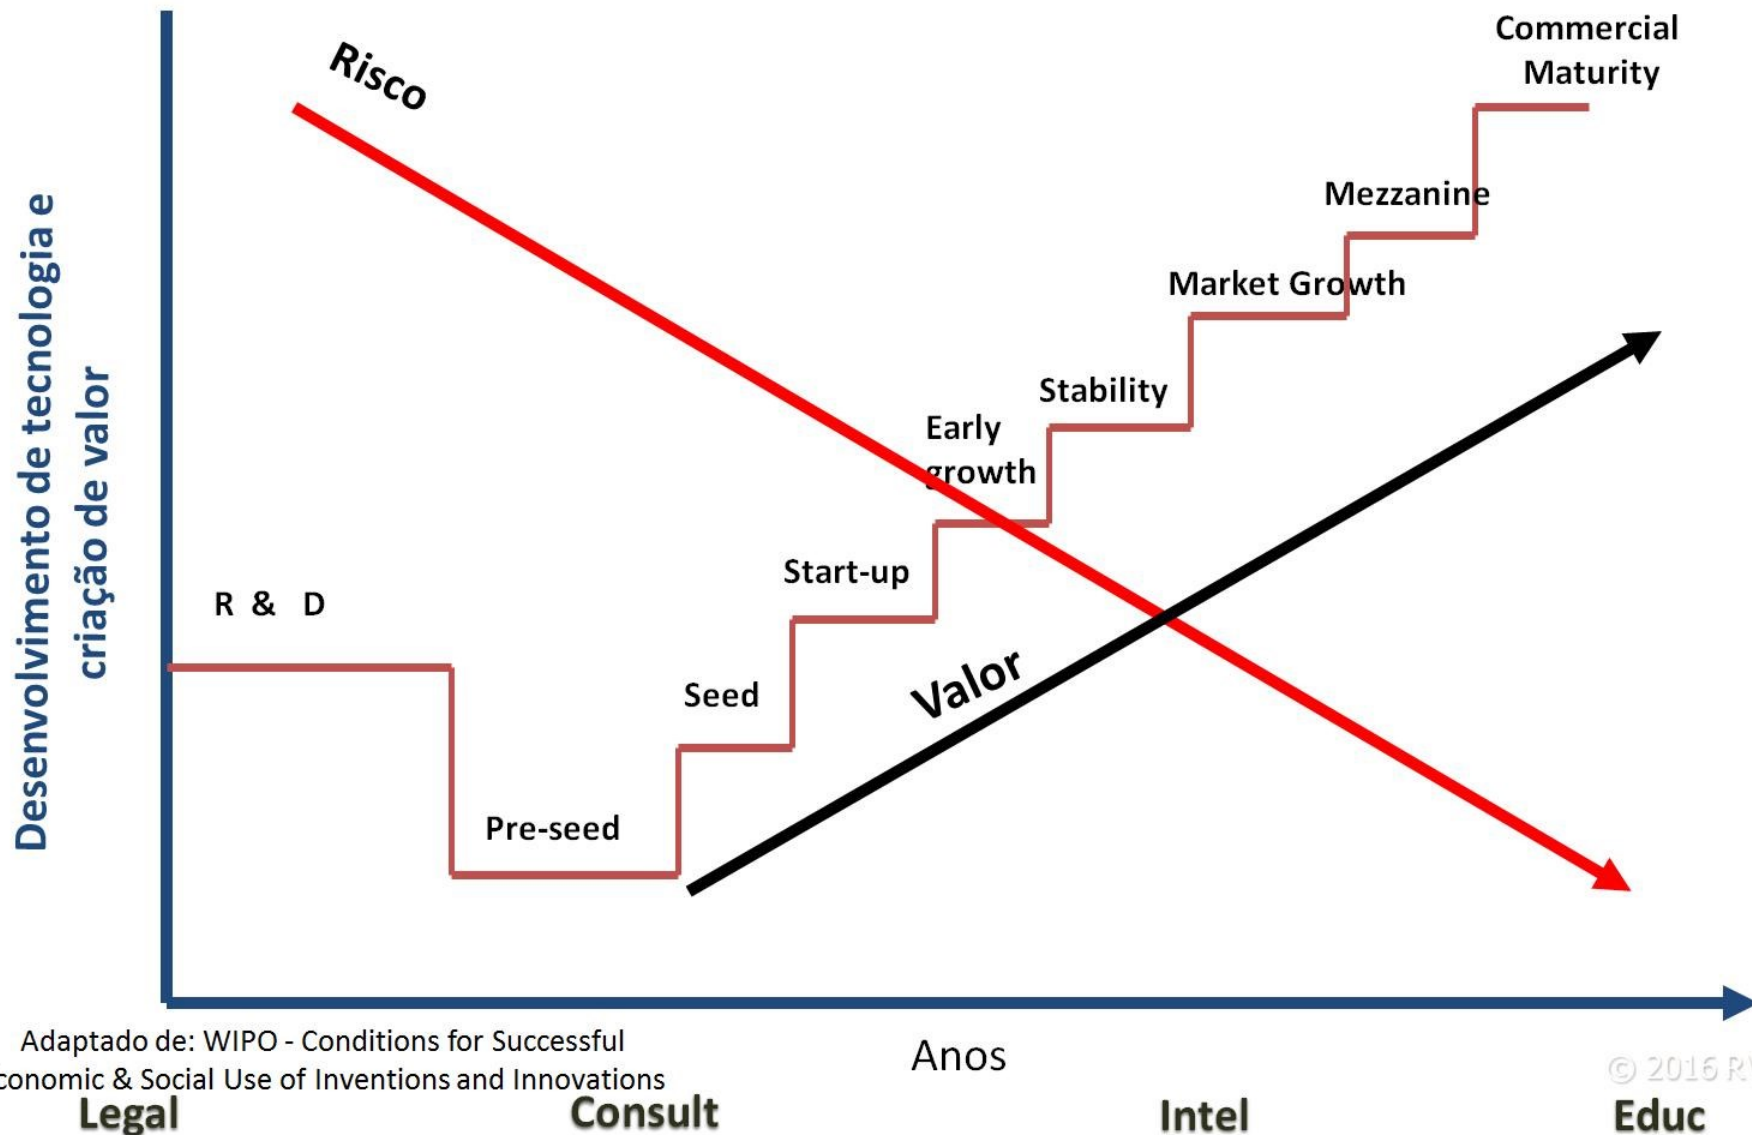 Commercial
Maturity
Risco
Mezzanine
Desenvolvimento de tecnologia e
criação de valor
Market Growth
Stability
Early
growth
Start-up
R & D
Valor
Seed
Pre-seed
Adaptado de: WIPO - Conditions for Successful
conomic & Social Use of Inventions and Innovations
Anos
© 2016 R
Legal
Consult
Intel
Educ